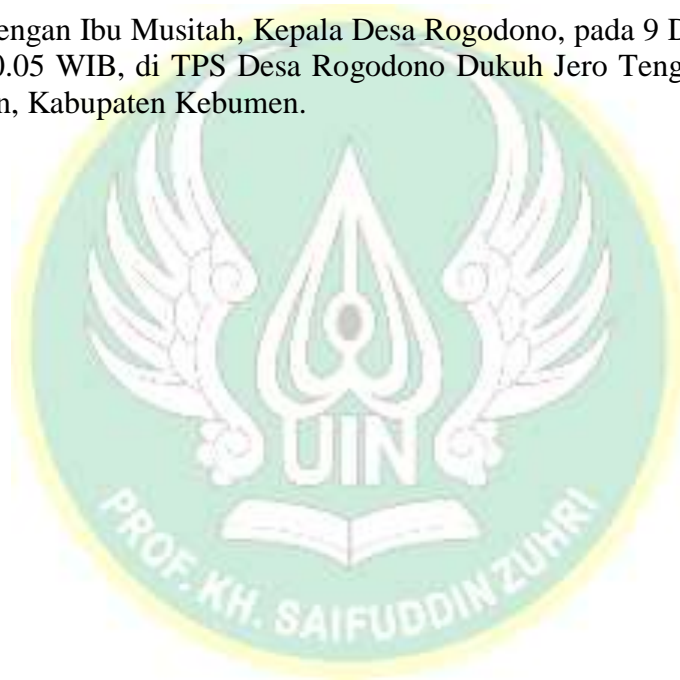 engan Ibu Musitah, Kepala Desa Rogodono, pada 9 D
0.05 WIB, di TPS Desa Rogodono Dukuh Jero Teng
n, Kabupaten Kebumen.
UIN
PROF. KH. SAIFUDDIN ZUHRI